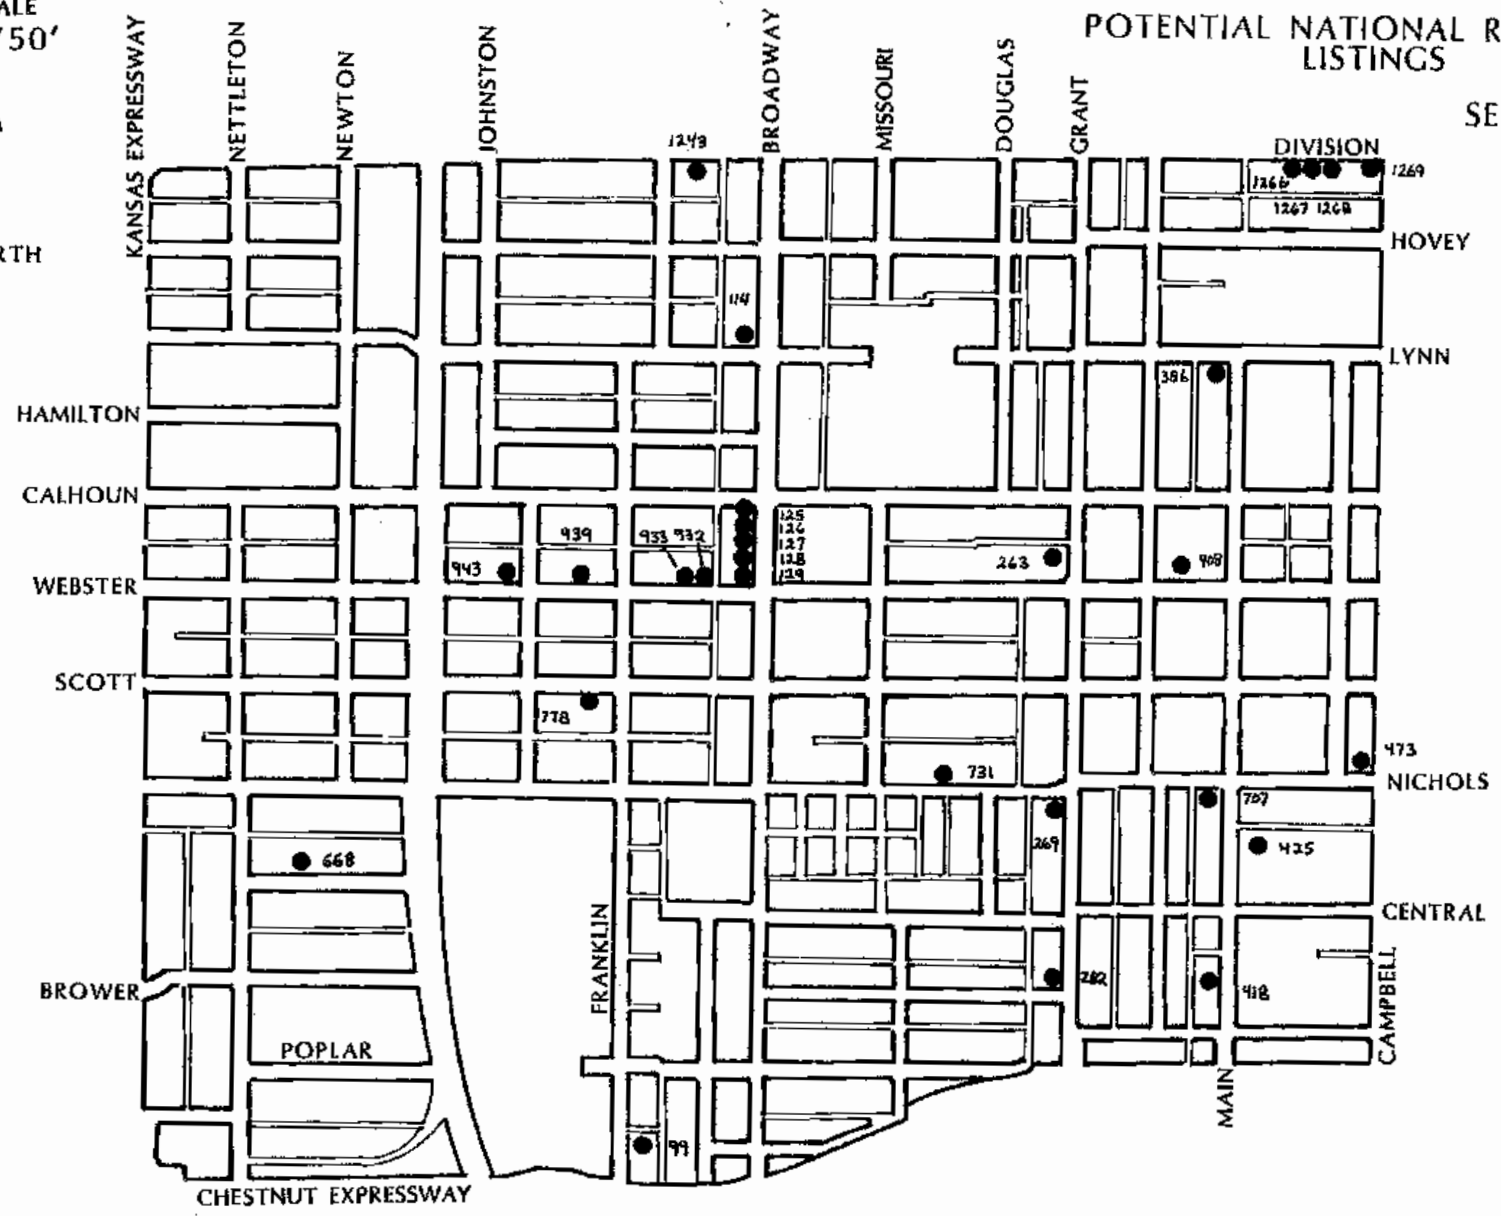 ALE
'50'
POTENTIAL NATIONAL R
LISTINGS
SE
RTH
KANSAS EXPRESSWAY
NETTLETON
NEWTON
JOHNSTON
BROADWAY
MISSOURI
DOUGLAS
GRANT
1243
DIVISION
1269
1266
1267 1268
HOVEY
114
LYNN
386
HAMILTON
CALHOUN
125
126
127
128
129
939
933 932
943
263
908
WEBSTER
SCOTT
778
731
473
NICHOLS
707
269
425
668
CENTRAL
FRANKLIN
BROWER
282
418
CAMPBELL
POPLAR
MAIN
99
CHESTNUT EXPRESSWAY